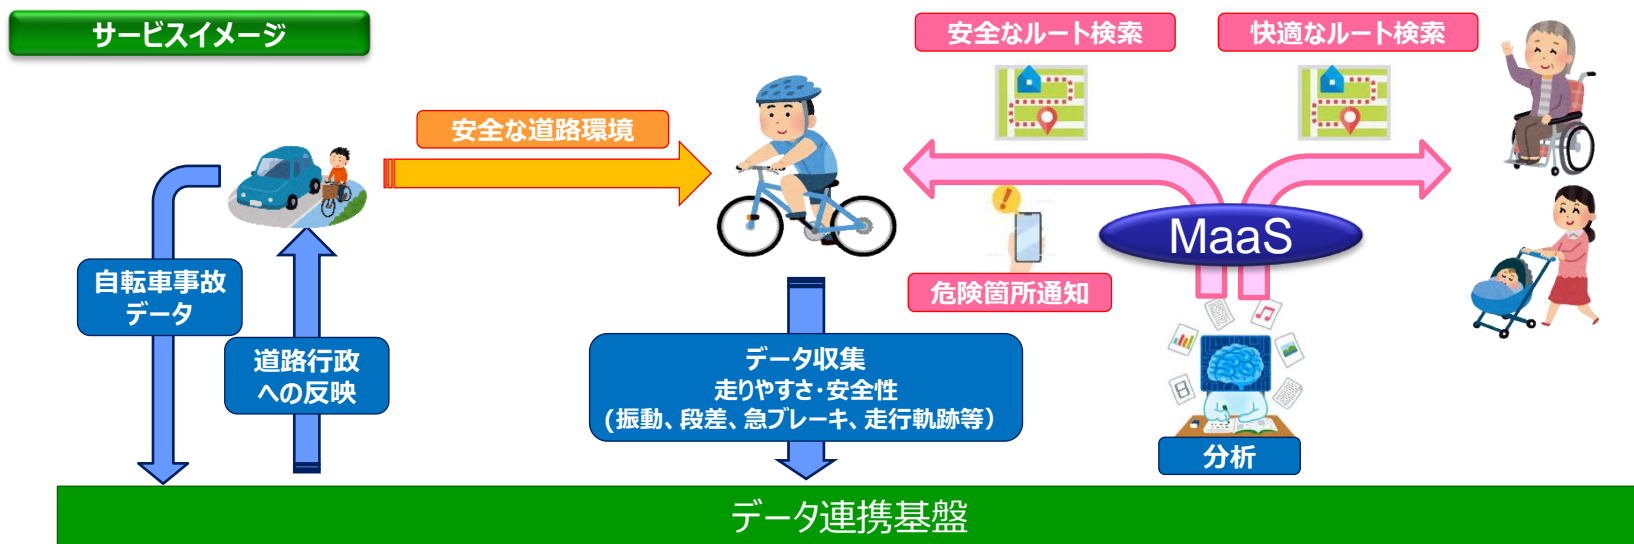 サービスイメージ
安全なルート検索
快適なルート検索
安全な道路環境
MaaS
自転車事故
データ
危険箇所通知
道路行政
への反映
データ収集
走りやすさ・安全性
(振動、段差、急ブレーキ、走行軌跡等)
分析
データ連携基盤